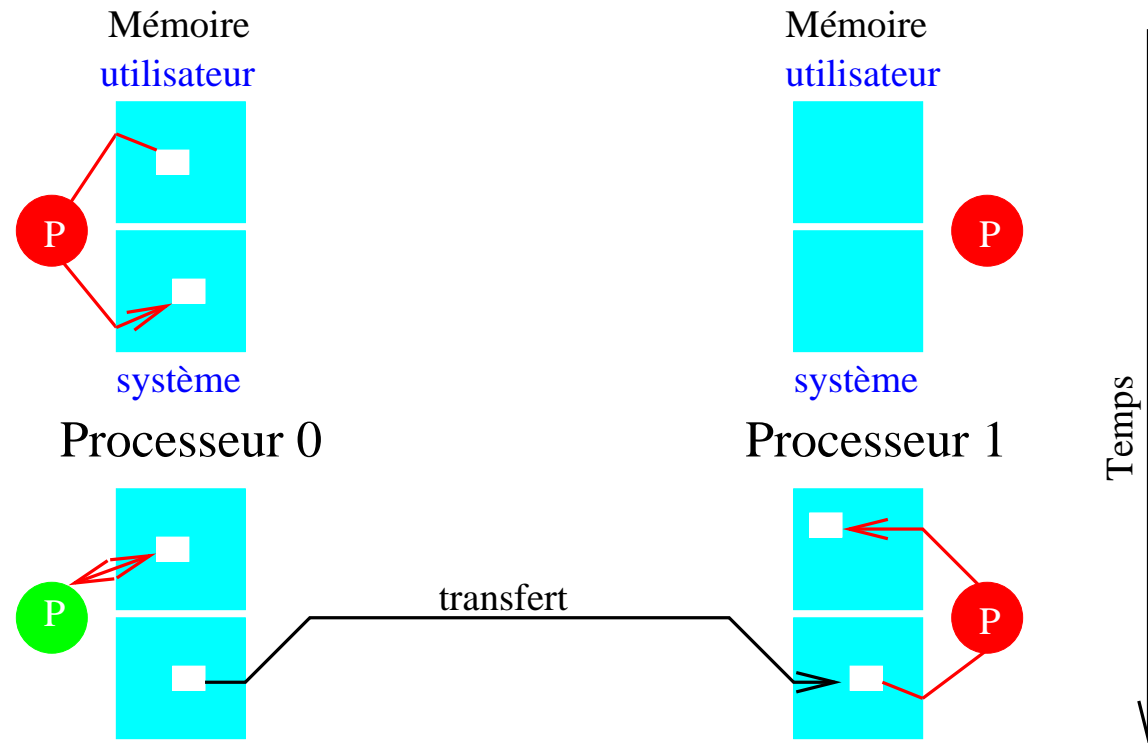 Mémoire
Mémoire
utilisateur
utilisateur
P
P
système
système
Processeur 0
Processeur 1
Temps
transfert
P
P